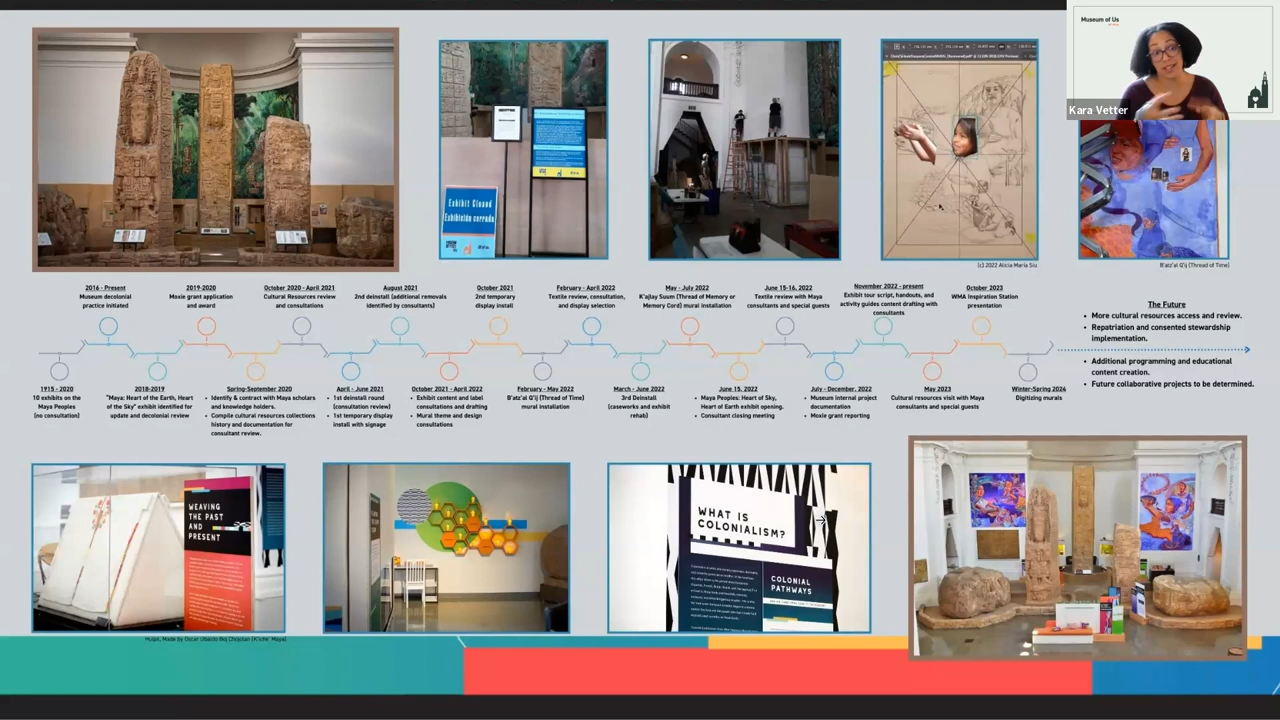 Museum of Us
Kara Vetter
Exhibit Closed
Exhibición cerrada
(c) 2022 Alicia Maria Siu
B'atz'al Q'ij (Thread of Time)
2016 - Present
Museum decolonial
practice initiated
2019-2020
Moxie grant application
and award
October 2020 - April 2021
Cultural Resources review
and consultations
August 2021
2nd deinstall (additional removals
identified by consultants)
October 2021
2nd temporary
display install
February - April 2022
Textile review, consultation,
and display selection
May - July 2022
K'ajlay Suum (Thread of Memory or
Memory Cord) mural installation
June 15-16, 2022
Textile review with Maya
consultants and special guests
November 2022 - present
Exhibit tour script, handouts, and
activity guides content drafting with
consultants
October 2023
WMA Inspiration Station
presentation
The Future
• More cultural resources access and review.
• Repatriation and consented stewardship
implementation.
• Additional programming and educational
content creation.
• Future collaborative projects to be determined.
1915 - 2020
10 exhibits on the
Maya Peoples
(no consultation)
2018-2019
"Maya: Heart of the Earth, Heart
of the Sky" exhibit identified for
update and decolonial review
Spring-September 2020
• Identify & contract with Maya scholars
and knowledge holders.
• Compile cultural resources collections
history and documentation for
consultant review.
April - June 2021
• 1st deinstall round
(consultation review)
• 1st temporary display
install with signage
October 2021 - April 2022
• Exhibit content and label
consultations and drafting
• Mural theme and design
consultations
February - May 2022
B'atz'al Q'ij (Thread of Time)
mural installation
March - June 2022
3rd Deinstall
(caseworks and exhibit
rehab)
June 15, 2022
• Maya Peoples: Heart of Sky,
Heart of Earth exhibit opening.
• Consultant closing meeting
July - December, 2022
• Museum internal project
documentation
• Moxie grant reporting
May 2023
Cultural resources visit with Maya
consultants and special guests
Winter-Spring 2024
Digitizing murals
WEAVING
THE PAST
AND
PRESENT
WHAT IS
COLONIALISM?
COLONIAL
PATHWAYS